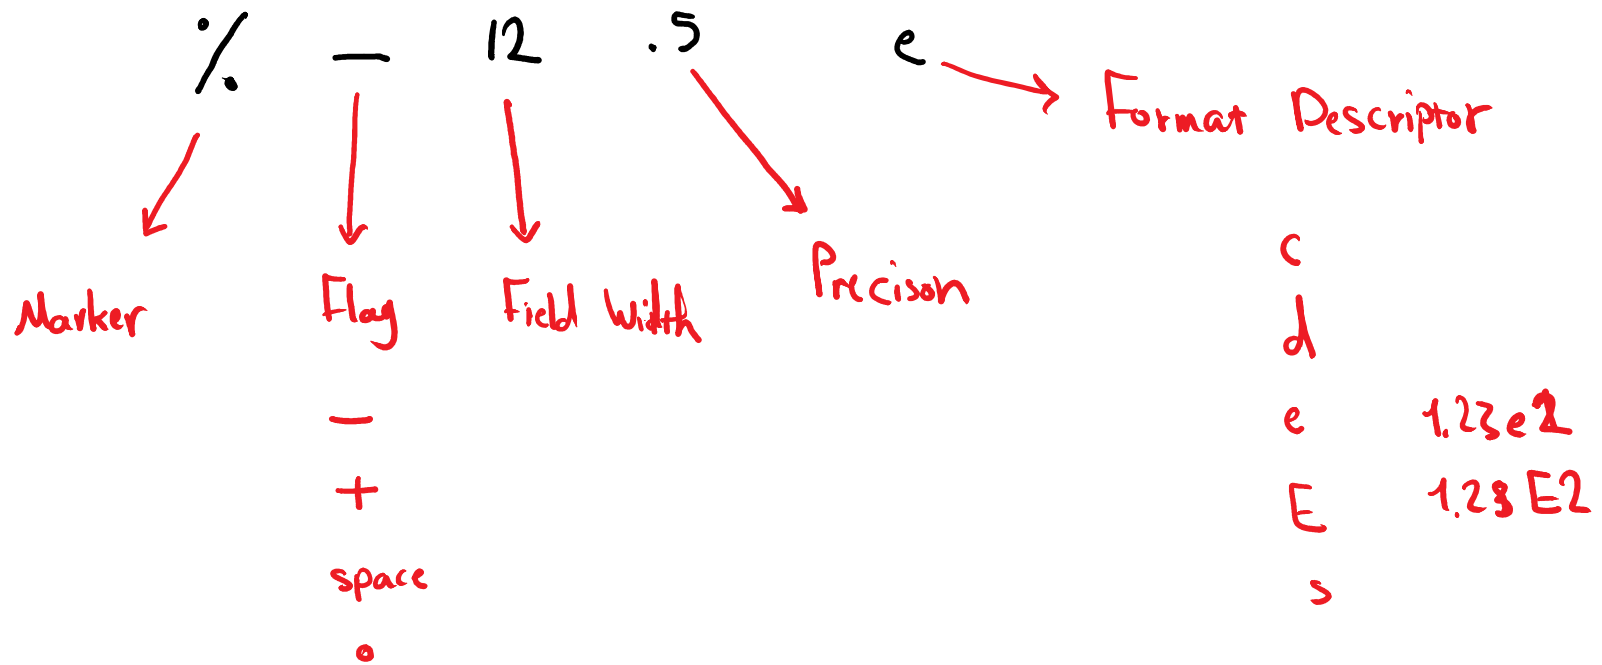 % - 12 .5 e
Format Descriptor
Marker Flag Field Width Precison
-
+
space
0
c
d
e 1.23e2
E 1.23E2
s